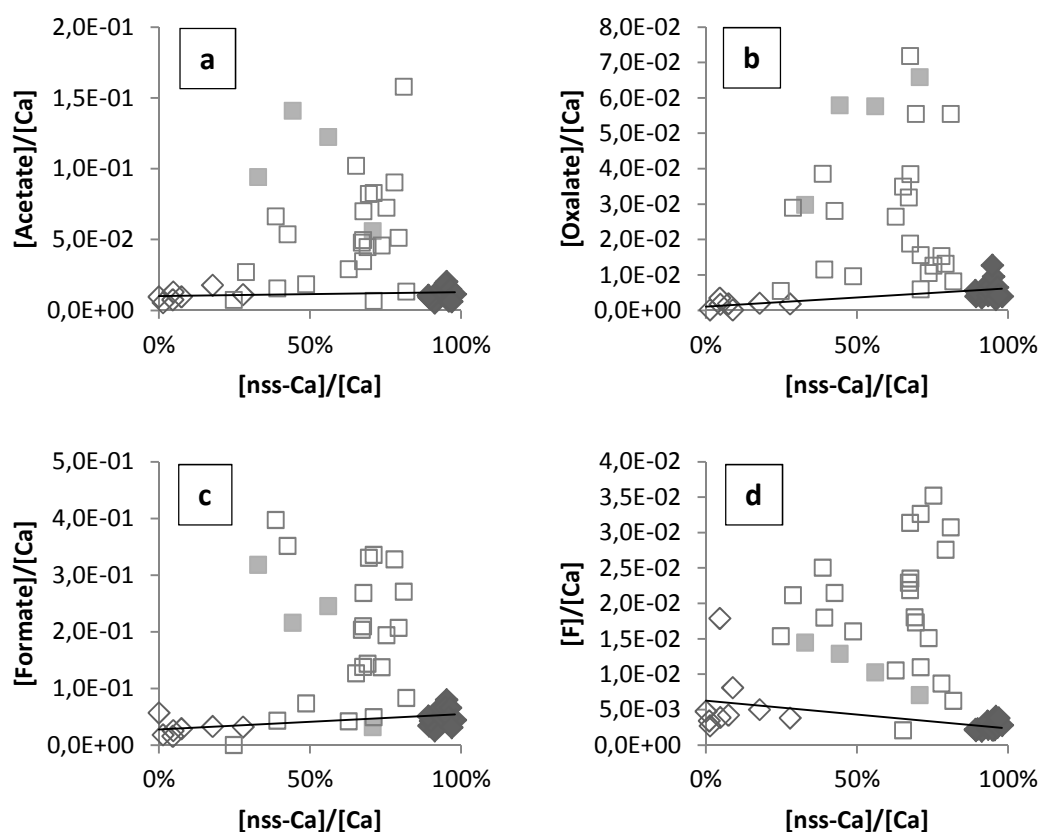 a
2,0E-01
1,5E-01
1,0E-01
5,0E-02
0,0E+00
[Acetate]/[Ca]
0% 50% 100%
[nss-Ca]/[Ca]
b
8,0E-02
7,0E-02
6,0E-02
5,0E-02
4,0E-02
3,0E-02
2,0E-02
1,0E-02
0,0E+00
[Oxalate]/[Ca]
0% 50% 100%
[nss-Ca]/[Ca]
c
5,0E-01
4,0E-01
3,0E-01
2,0E-01
1,0E-01
0,0E+00
[Formate]/[Ca]
0% 50% 100%
[nss-Ca]/[Ca]
d
4,0E-02
3,5E-02
3,0E-02
2,5E-02
2,0E-02
1,5E-02
1,0E-02
5,0E-03
0,0E+00
[F]/[Ca]
0% 50% 100%
[nss-Ca]/[Ca]